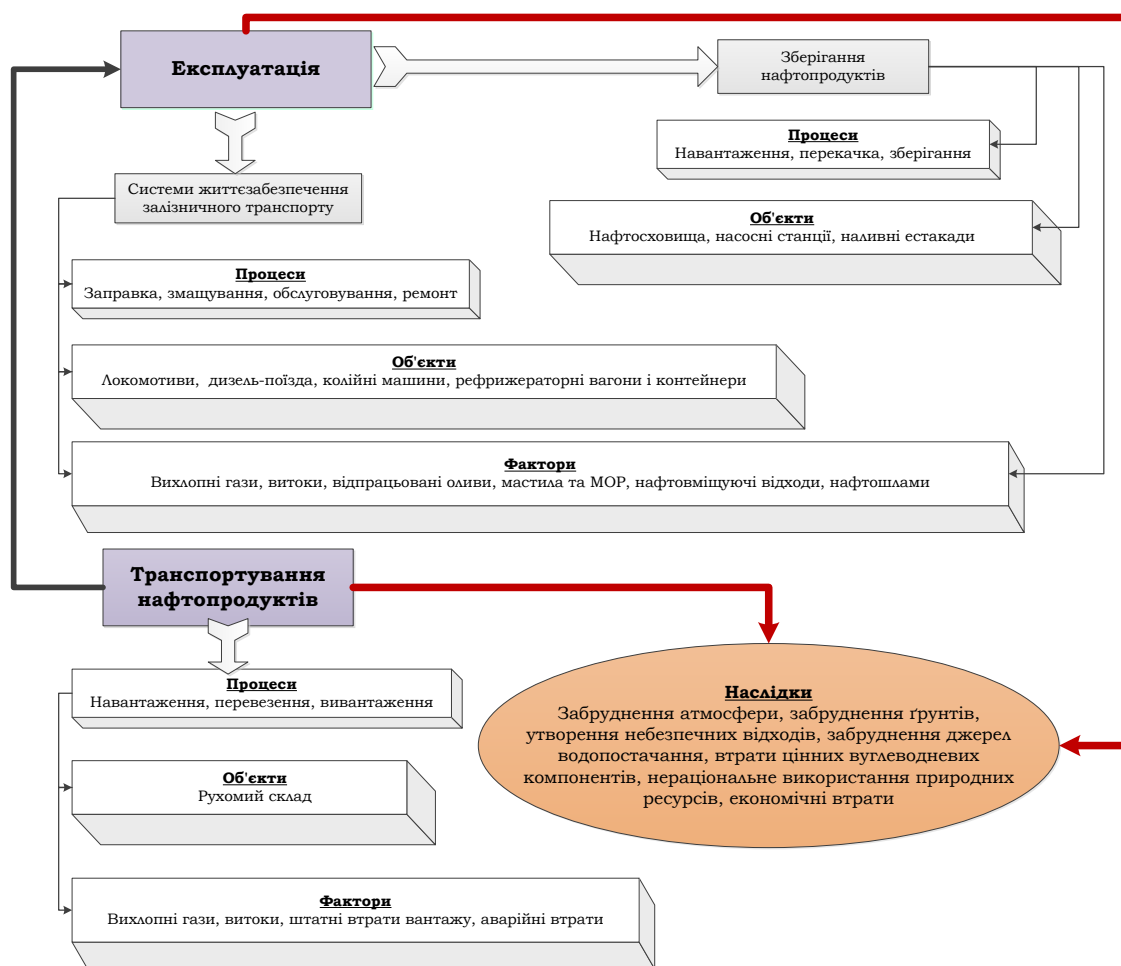 Експлуатація
Зберігання
нафтопродуктів
Процеси
Навантаження, перекачка, зберігання
Системи життєзабезпечення
залізничного транспорту
Об'єкти
Нафтосховища, насосні станції, наливні естакади
Процеси
Заправка, змащування, обслуговування, ремонт
Об'єкти
Локомотиви, дизель-поїзда, колійні машини, рефрижераторні вагони і контейнери
Фактори
Вихлопні гази, витоки, відпрацьовані оливи, мастила та МОР, нафтовміщуючі відходи, нафтошлами
Транспортування
нафтопродуктів
Процеси
Навантаження, перевезення, вивантаження
Наслідки
Забруднення атмосфери, забруднення ґрунтів,
утворення небезпечних відходів, забруднення джерел
водопостачання, втрати цінних вуглеводневих
компонентів, нераціональне використання природних
ресурсів, економічні втрати
Об'єкти
Рухомий склад
Фактори
Вихлопні гази, витоки, штатні втрати вантажу, аварійні втрати